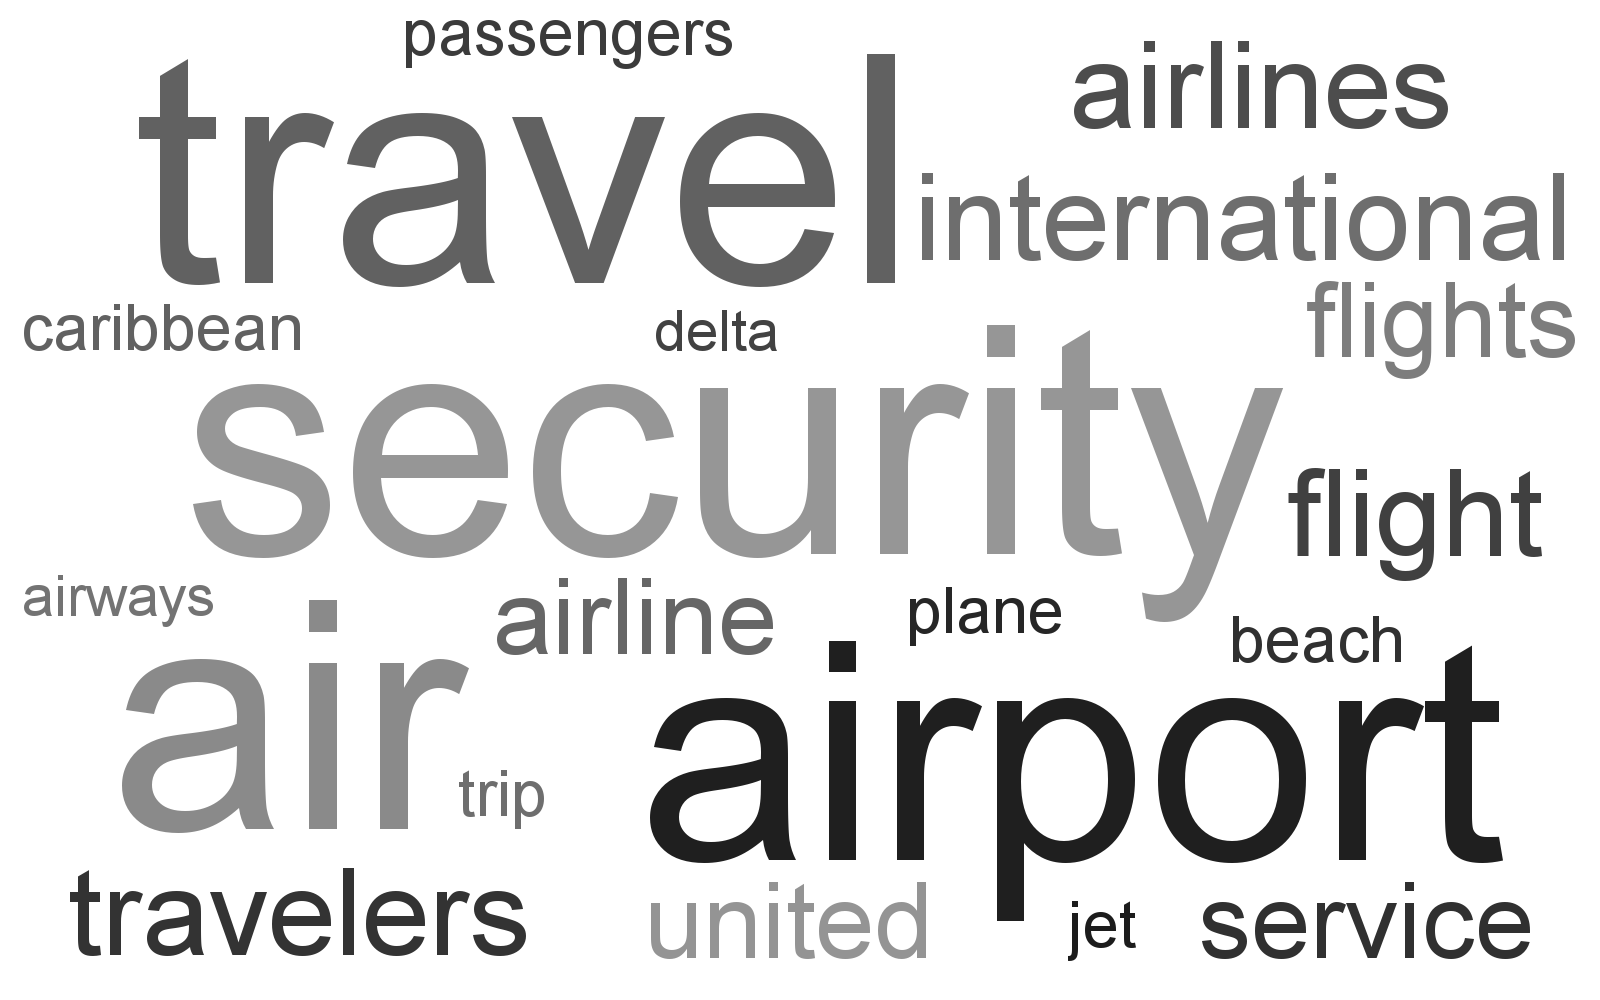 passengers
travel
airlines
international
flights
caribbean
delta
security
flight
airways
air
airline
plane
beach
airport
trip
travelers
united
jet
service